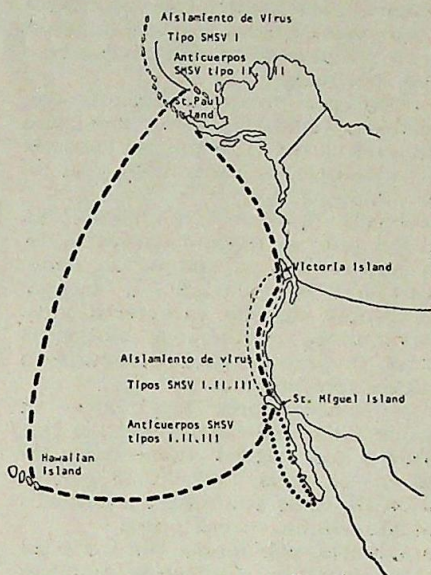 Aislamiento de Virus
Tipo SMSV I
Anticuerpos
SMSV tipo II
St.Paul
Island
Victoria Island
Aislamiento de virus
Tipos SMSV I.II.III
St. Miguel Island
Anticuerpos SMSV
tipos I.II.III
Hawaiian
Island